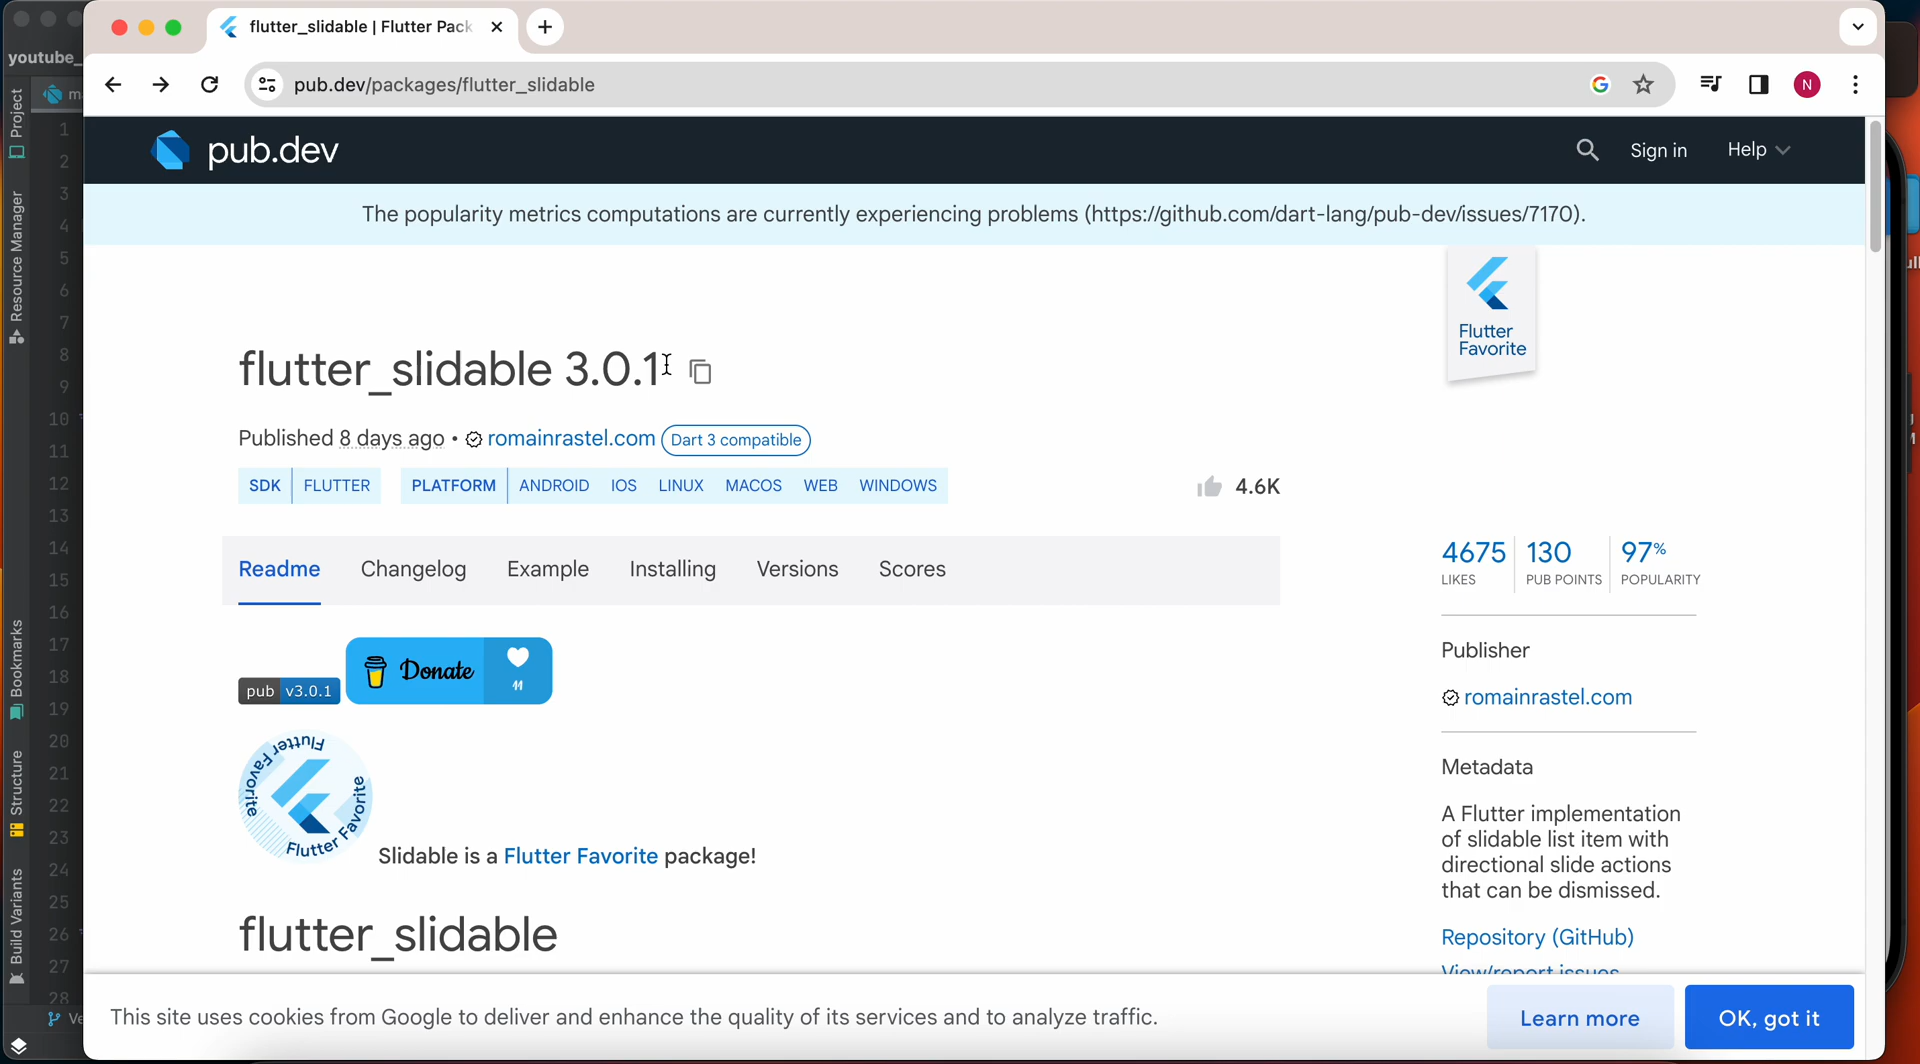 youtube_
flutter_slidable | Flutter Pack
pub.dev/packages/flutter_slidable
N
pub.dev
Sign in
Help
The popularity metrics computations are currently experiencing problems (https://github.com/dart-lang/pub-dev/issues/7170).
Flutter
Favorite
flutter_slidable 3.0.1
Published 8 days ago • romainrastel.com Dart 3 compatible
SDK FLUTTER PLATFORM ANDROID IOS LINUX MACOS WEB WINDOWS
4.6K
Readme Changelog Example Installing Versions Scores
4675 LIKES
130 PUB POINTS
97% POPULARITY
pub v3.0.1
Donate
11
Publisher
romainrastel.com
Flutter Favorite
Flutter Favorite
Slidable is a Flutter Favorite package!
Metadata
A Flutter implementation
of slidable list item with
directional slide actions
that can be dismissed.
Repository (GitHub)
View/report issues
flutter_slidable
This site uses cookies from Google to deliver and enhance the quality of its services and to analyze traffic.
Learn more
OK, got it
Project
Resource Manager
Bookmarks
Structure
Build Variants
1
2
3
4
5
6
7
8
9
10
11
12
13
14
15
16
17
18
19
20
21
22
23
24
25
26
27
28